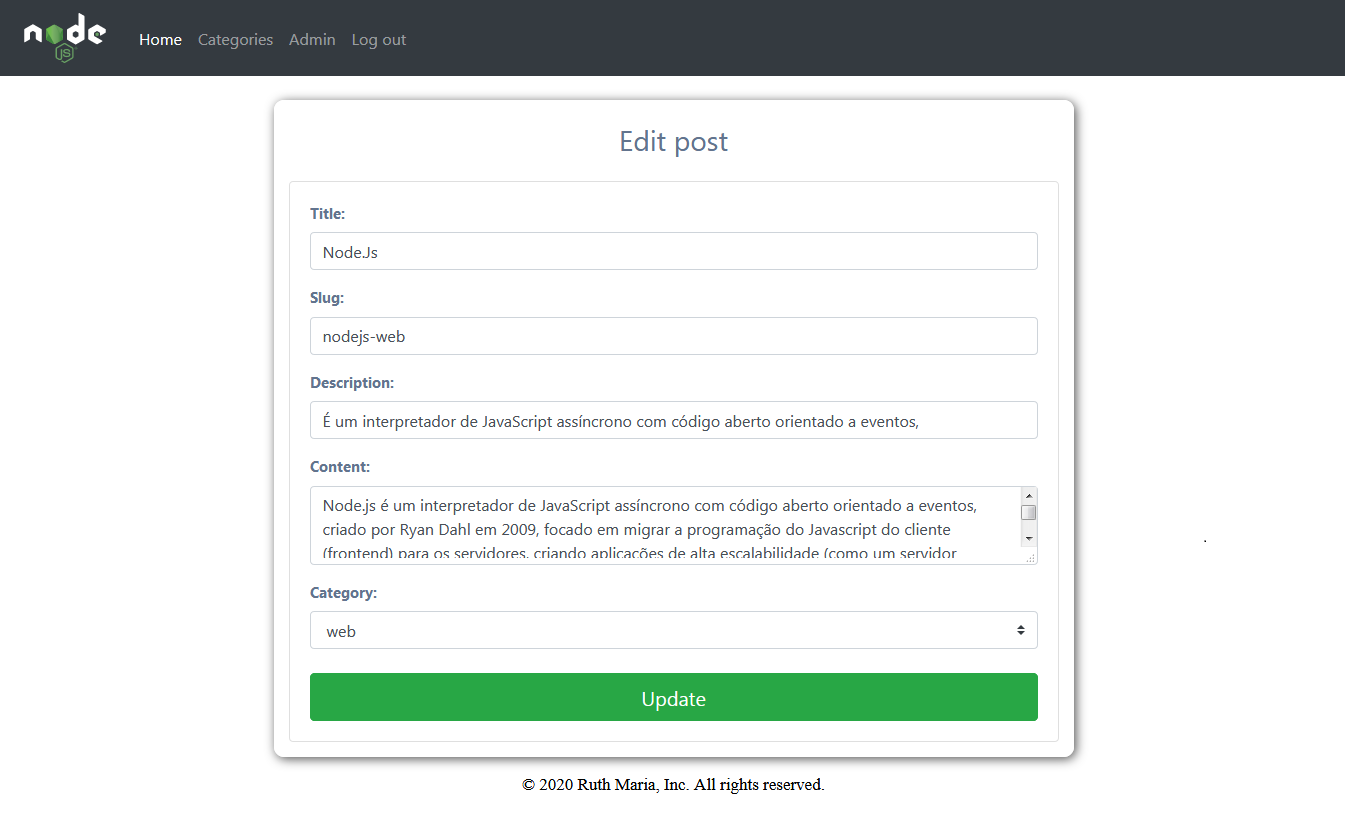 node
JS
Home Categories Admin Log out
Edit post
Title:
Node.Js
Slug:
nodejs-web
Description:
É um interpretador de JavaScript assíncrono com código aberto orientado a eventos,
Content:
Node.js é um interpretador de JavaScript assíncrono com código aberto orientado a eventos,
criado por Ryan Dahl em 2009, focado em migrar a programação do Javascript do cliente
(frontend) para os servidores, criando aplicações de alta escalabilidade (como um servidor
Category:
web
Update
.
© 2020 Ruth Maria, Inc. All rights reserved.